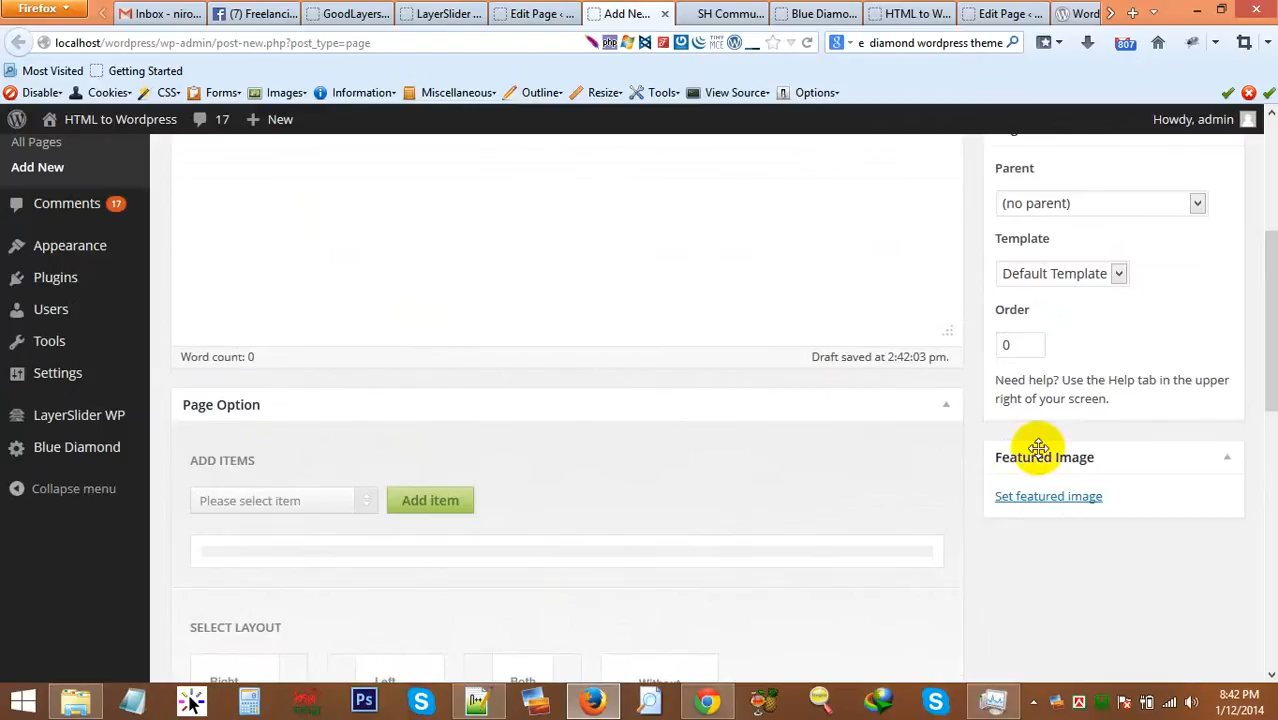 Firefox
Inbox - niro...
(7) Freelanci...
GoodLayers...
LayerSlider ...
Edit Page ‹ ...
Add New...
SH Commu...
Blue Diamo...
HTML to W...
Edit Page ‹ ...
Word
localhost/wordpress/wp-admin/post-new.php?post_type=page
e diamond wordpress theme
807
Most Visited
Getting Started
Disable
Cookies
CSS
Forms
Images
Information
Miscellaneous
Outline
Resize
Tools
View Source
Options
HTML to Wordpress
17
New
Howdy, admin
All Pages
Add New
Comments 17
Appearance
Plugins
Users
Tools
Settings
LayerSlider WP
Blue Diamond
Collapse menu
Word count: 0
Draft saved at 2:42:03 pm.
Page Option
ADD ITEMS
Please select item
Add item
SELECT LAYOUT
Right
Left
Both
Without
Parent
(no parent)
Template
Default Template
Order
0
Need help? Use the Help tab in the upper
right of your screen.
Featured Image
Set featured image
8:42 PM
1/12/2014